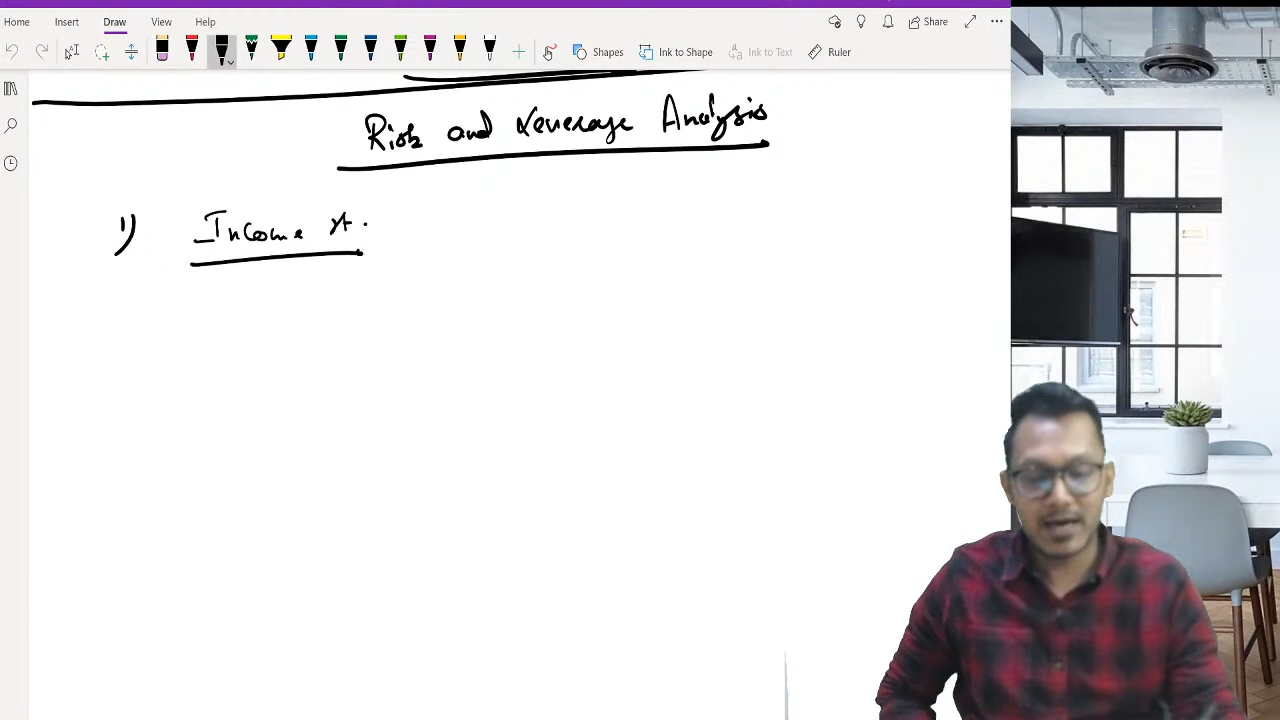 Home Insert Draw View Help Share
Shapes Ink to Shape Ink to Text Ruler
Risk and Leverage Analysis
1) Income st.